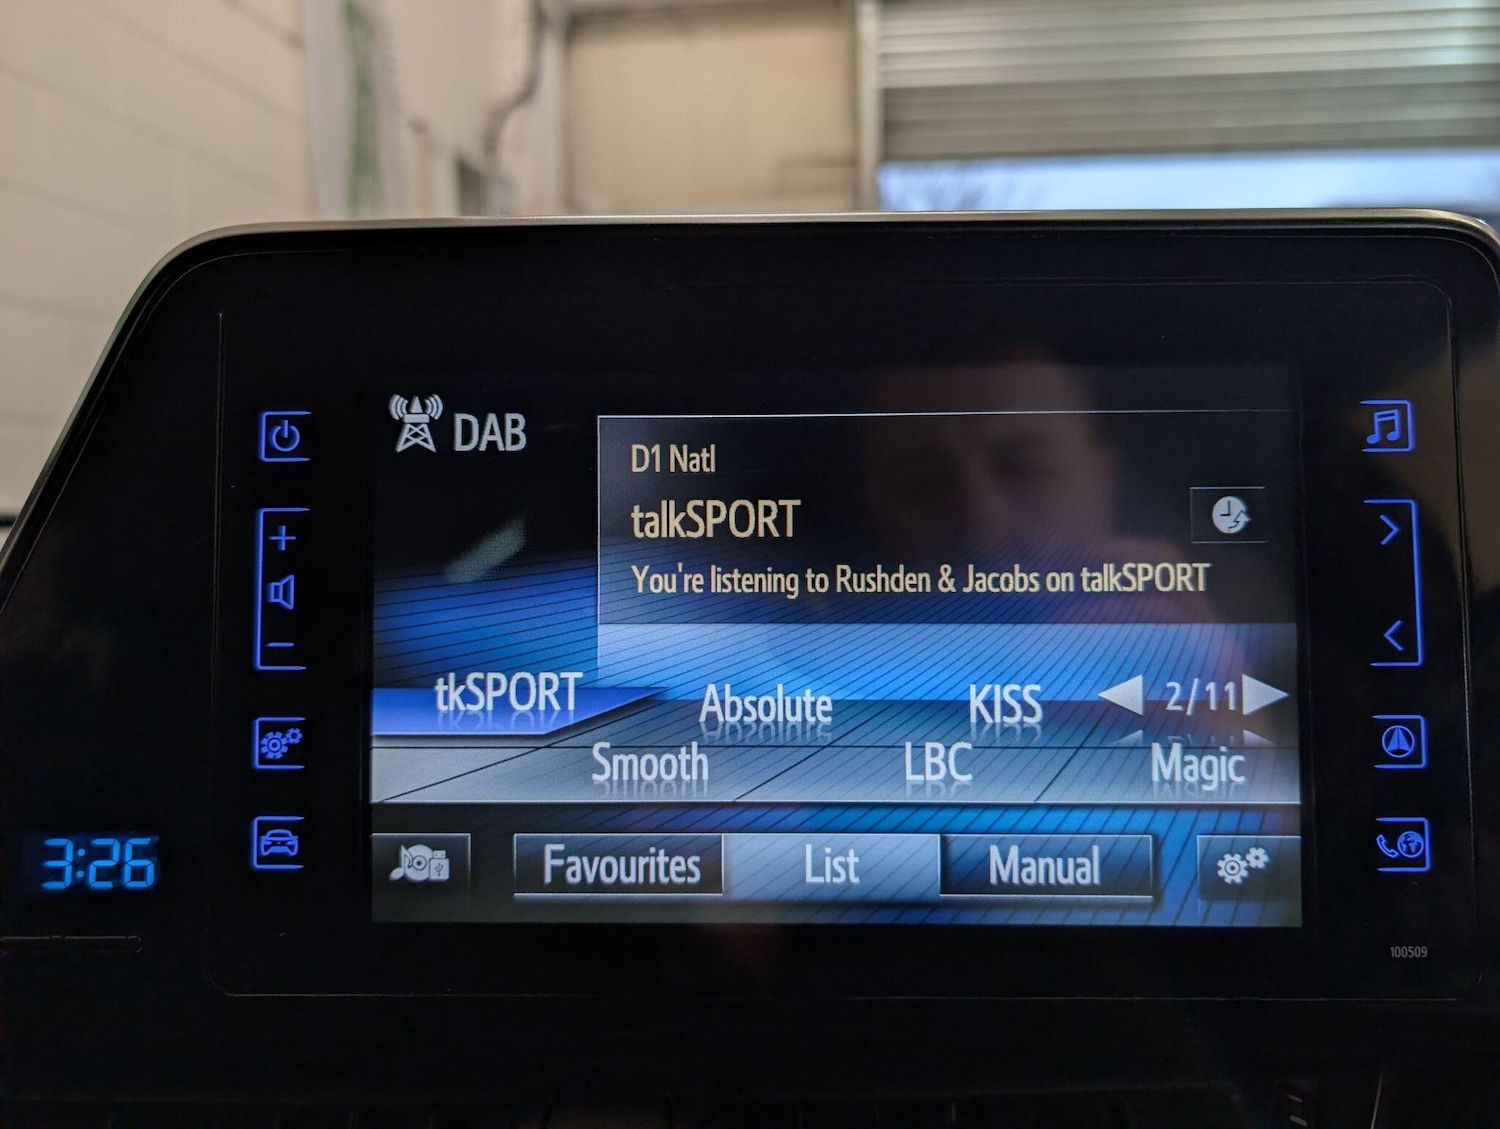 DAB
D1 Natl
talkSPORT
You're listening to Rushden & Jacobs on talkSPORT
tkSPORT Absolute KISS 2/11
Smooth LBC Magic
Favourites List Manual
3:26
100509